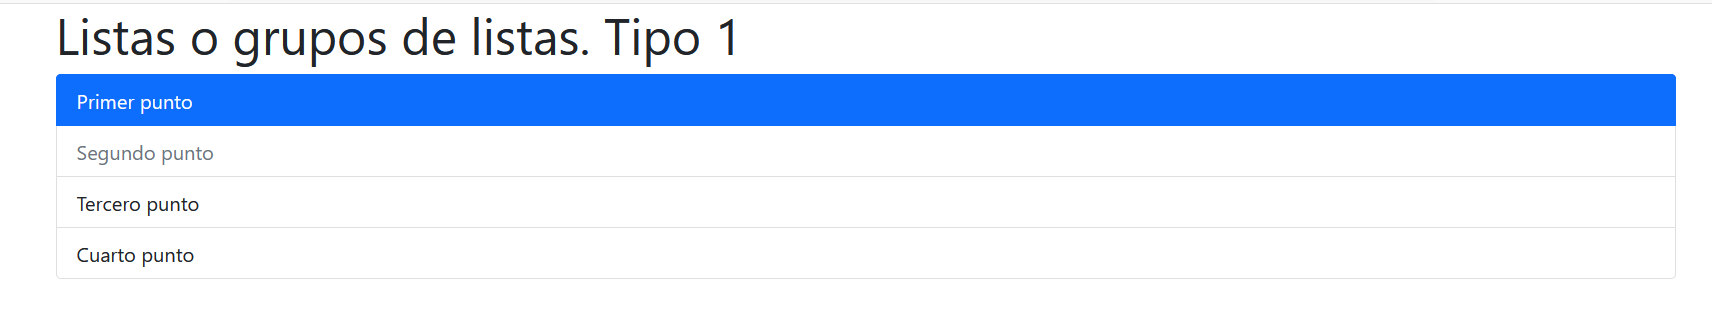 Listas o grupos de listas. Tipo 1
Primer punto
Segundo punto
Tercero punto
Cuarto punto